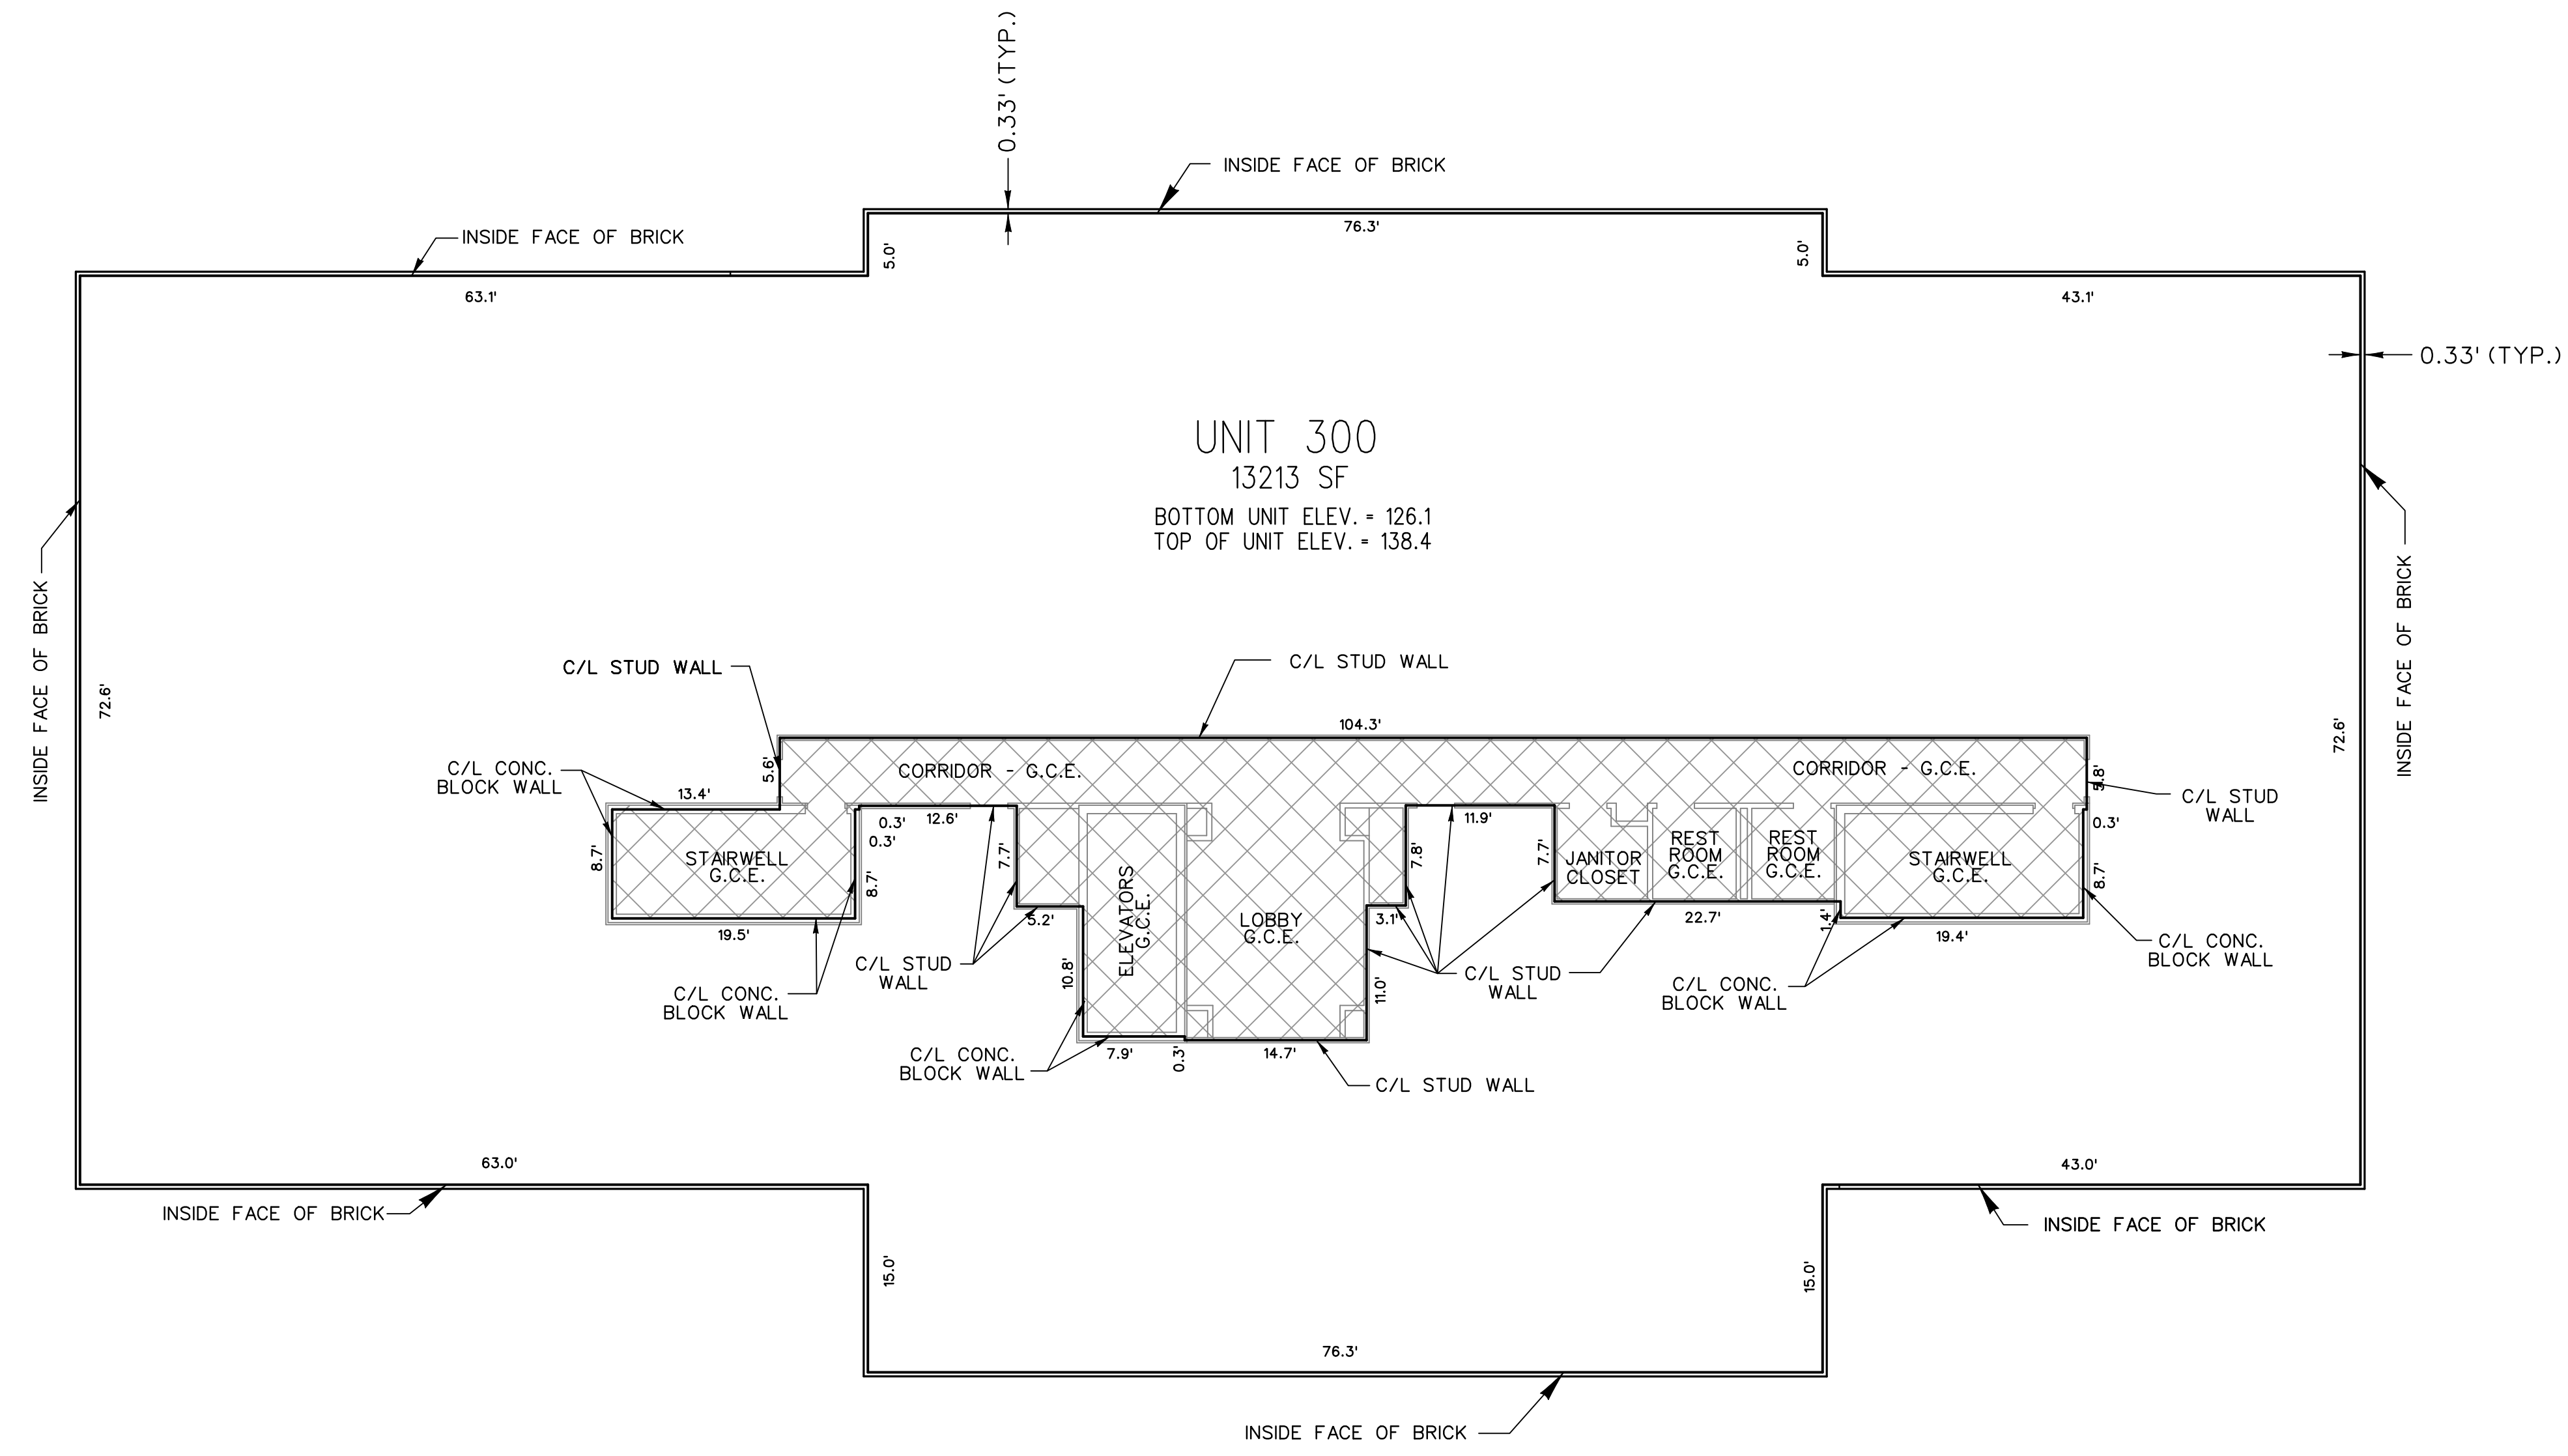 0.33' (TYP.)
INSIDE FACE OF BRICK
INSIDE FACE OF BRICK
76.3'
5.0'
5.0'
63.1'
43.1'
0.33' (TYP.)
UNIT 300
13213 SF
BOTTOM UNIT ELEV. = 126.1
TOP OF UNIT ELEV. = 138.4
INSIDE FACE OF BRICK
INSIDE FACE OF BRICK
72.6'
72.6'
C/L STUD WALL
C/L STUD WALL
104.3'
C/L CONC.
BLOCK WALL
5.6'
13.4'
CORRIDOR - G.C.E.
CORRIDOR - G.C.E.
5.8'
C/L STUD
WALL
0.3'
12.6'
0.3'
11.9'
0.3'
8.7'
STAIRWELL
G.C.E.
8.7'
7.7'
ELEVATORS
G.C.E.
7.8'
7.7'
JANITOR
CLOSET
REST
ROOM
G.C.E.
REST
ROOM
G.C.E.
STAIRWELL
G.C.E.
8.7'
19.5'
5.2'
LOBBY
G.C.E.
3.1'
22.7'
1.4'
19.4'
C/L CONC.
BLOCK WALL
C/L STUD
WALL
10.8'
11.0'
C/L STUD
WALL
C/L CONC.
BLOCK WALL
C/L CONC.
BLOCK WALL
C/L CONC.
BLOCK WALL
7.9'
0.3'
14.7'
C/L STUD WALL
63.0'
43.0'
INSIDE FACE OF BRICK
INSIDE FACE OF BRICK
15.0'
15.0'
76.3'
INSIDE FACE OF BRICK